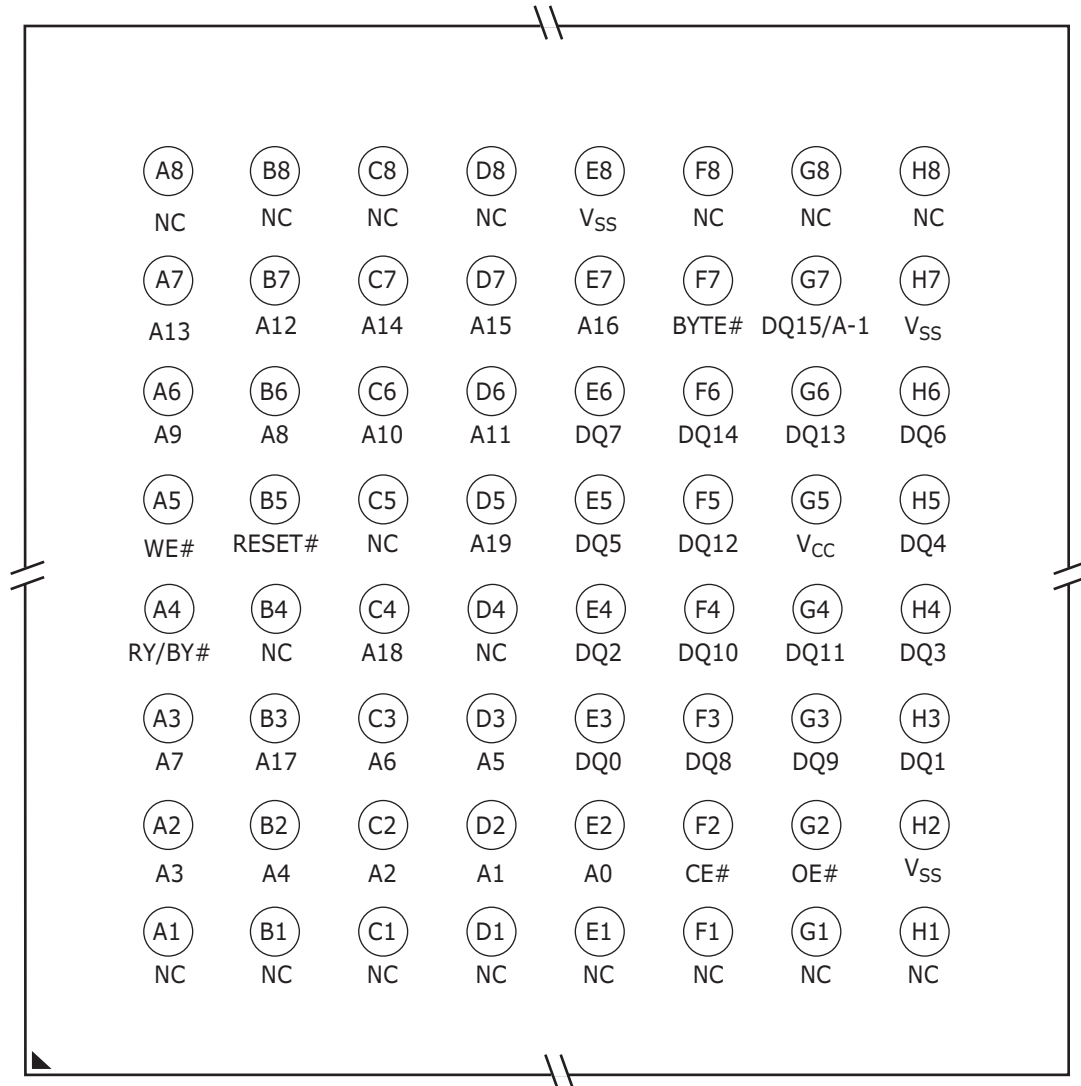 A8 B8 C8 D8 E8 F8 G8 H8
NC NC NC NC VSS NC NC NC
A7 B7 C7 D7 E7 F7 G7 H7
A13 A12 A14 A15 A16 BYTE# DQ15/A-1 VSS
A6 B6 C6 D6 E6 F6 G6 H6
A9 A8 A10 A11 DQ7 DQ14 DQ13 DQ6
A5 B5 C5 D5 E5 F5 G5 H5
WE# RESET# NC A19 DQ5 DQ12 VCC DQ4
A4 B4 C4 D4 E4 F4 G4 H4
RY/BY# NC A18 NC DQ2 DQ10 DQ11 DQ3
A3 B3 C3 D3 E3 F3 G3 H3
A7 A17 A6 A5 DQ0 DQ8 DQ9 DQ1
A2 B2 C2 D2 E2 F2 G2 H2
A3 A4 A2 A1 A0 CE# OE# VSS
A1 B1 C1 D1 E1 F1 G1 H1
NC NC NC NC NC NC NC NC